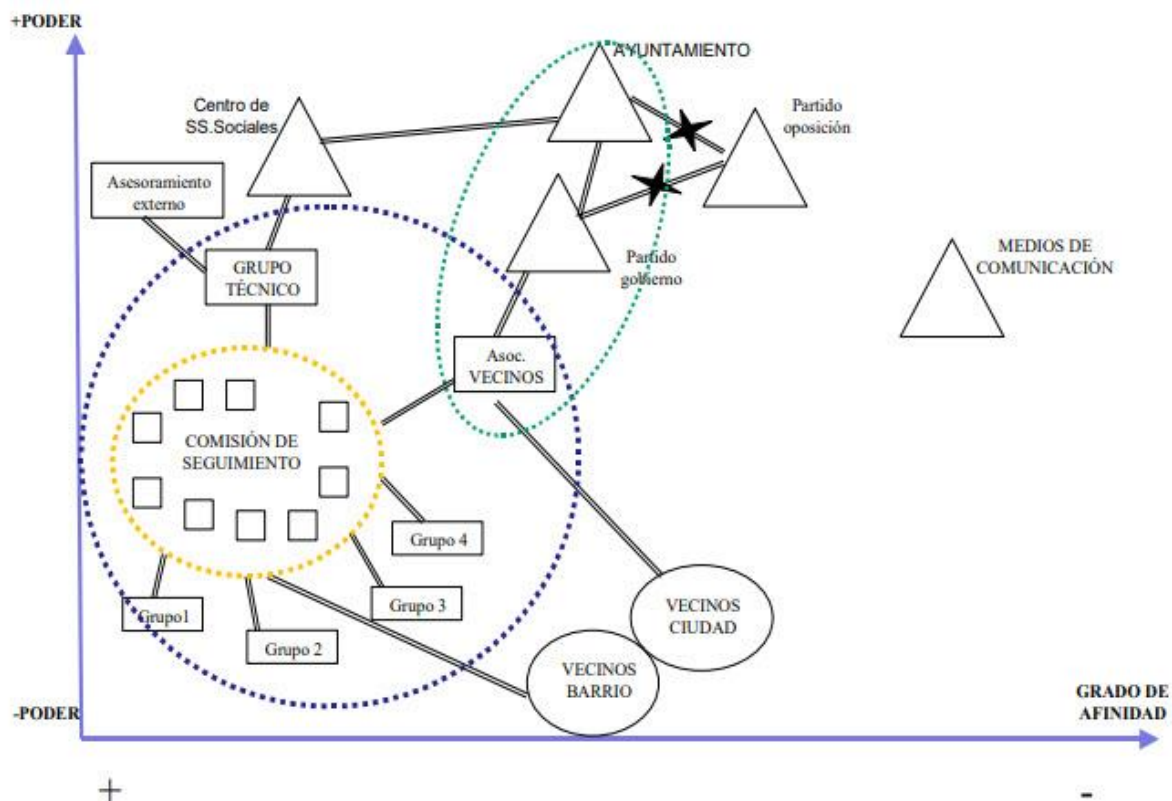 +PODER
AYUNTAMIENTO
Centro de
SS.Sociales
Partido
oposición
Asesoramiento
externo
GRUPO
TÉCNICO
Partido
gobierno
MEDIOS DE
COMUNICACIÓN
Asoc.
VECINOS
COMISIÓN DE
SEGUIMIENTO
Grupo 4
Grupo 3
Grupo1
Grupo 2
VECINOS
CIUDAD
VECINOS
BARRIO
-PODER
GRADO DE
AFINIDAD
+
-